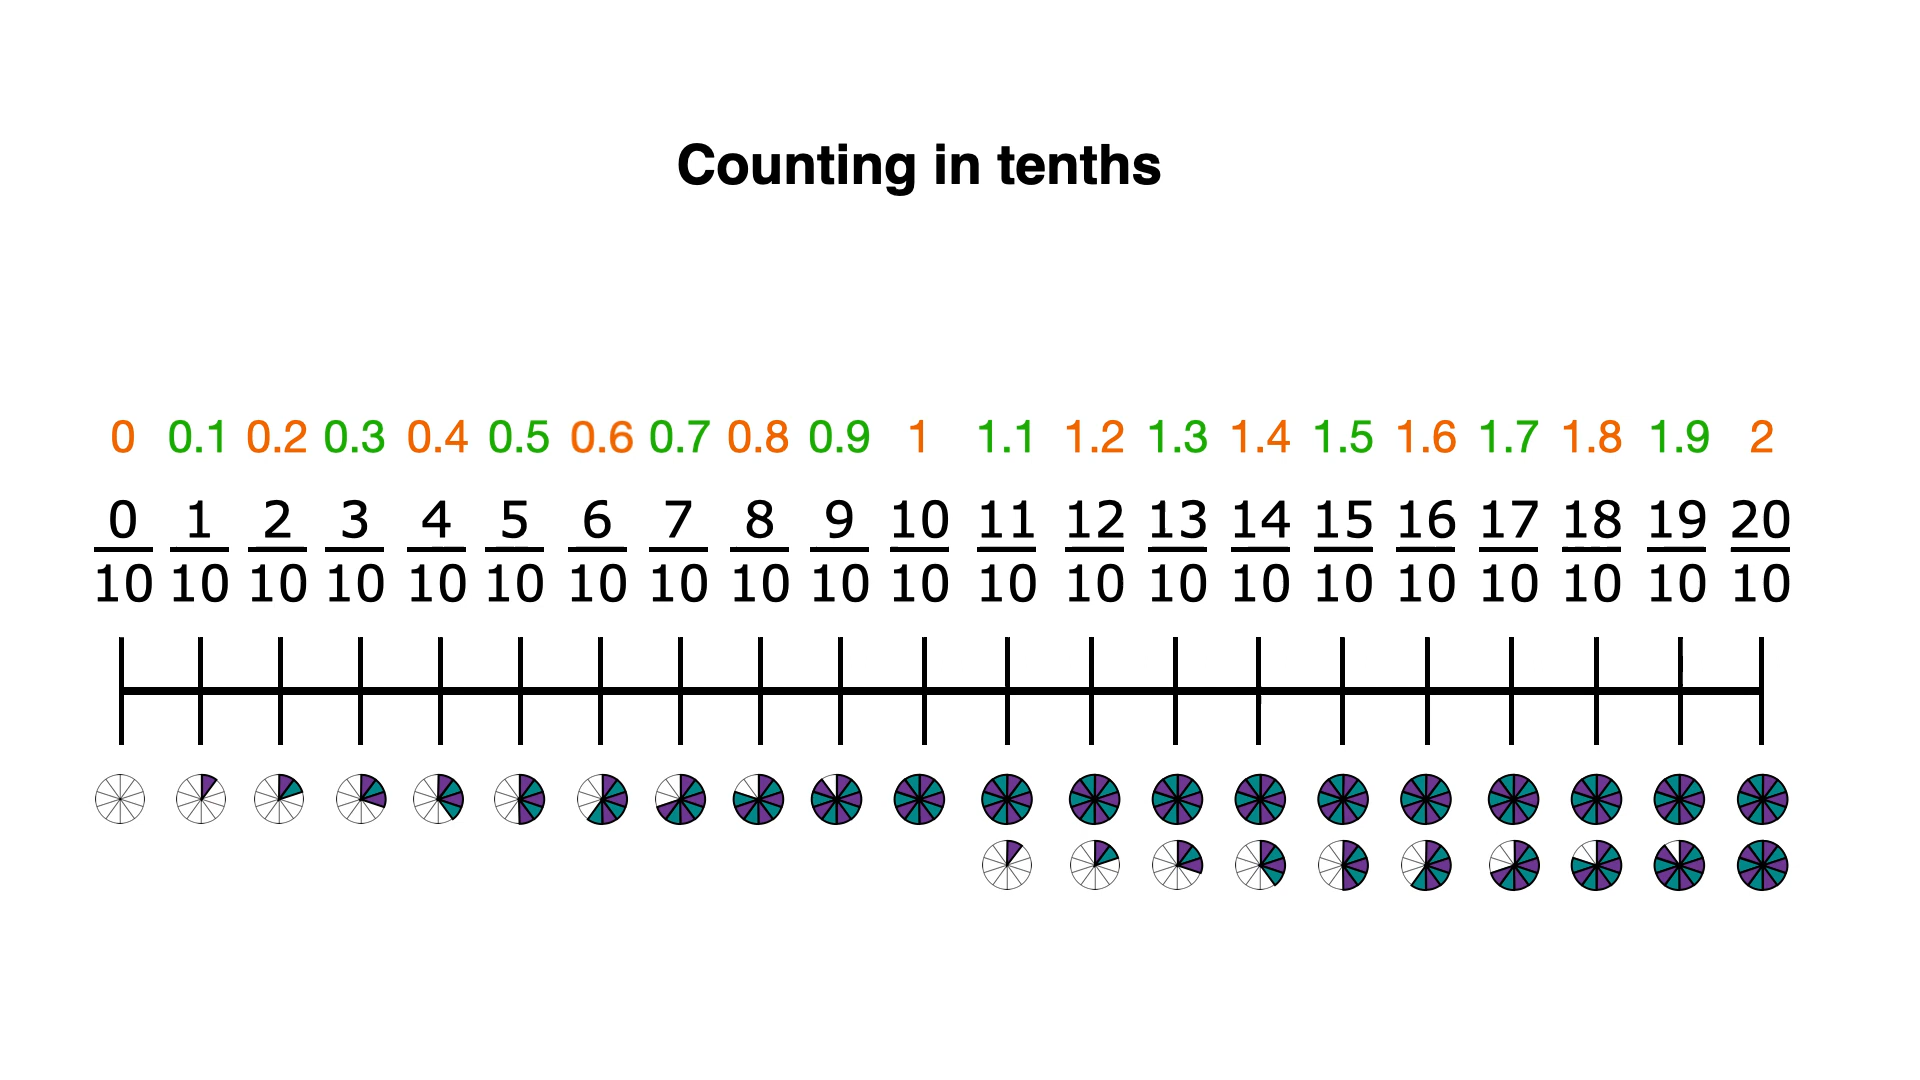 Counting in tenths
0 0.1 0.2 0.3 0.4 0.5 0.6 0.7 0.8 0.9 1 1.1 1.2 1.3 1.4 1.5 1.6 1.7 1.8 1.9 2
0 1 2 3 4 5 6 7 8 9 10 11 12 13 14 15 16 17 18 19 20
10 10 10 10 10 10 10 10 10 10 10 10 10 10 10 10 10 10 10 10 10